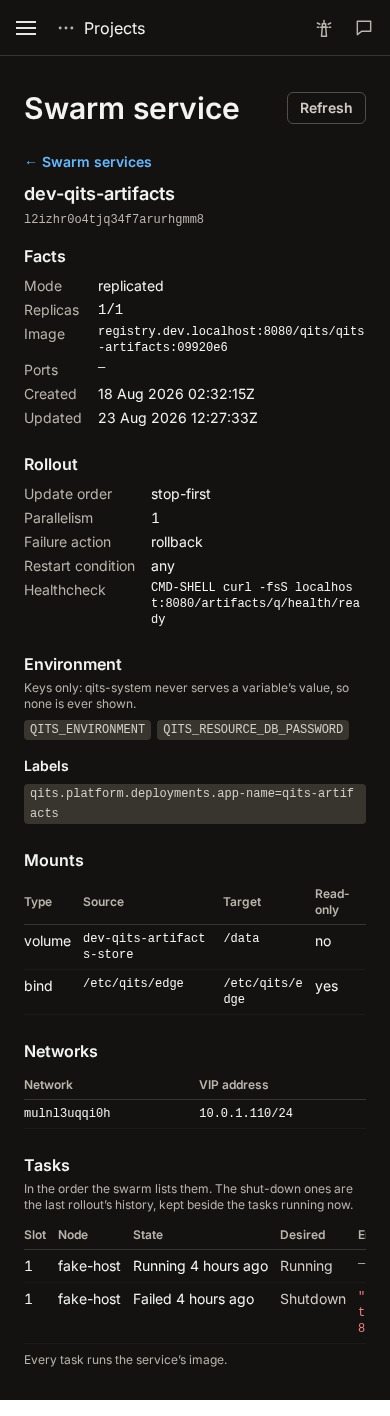 Projects
Swarm service
Refresh
← Swarm services
dev-qits-artifacts
l2izhr0o4tjq34f7arurhgmm8
Facts
Mode replicated
Replicas 1/1
Image registry.dev.localhost:8080/qits/qits
-artifacts:09920e6
Ports —
Created 18 Aug 2026 02:32:15Z
Updated 23 Aug 2026 12:27:33Z
Rollout
Update order stop-first
Parallelism 1
Failure action rollback
Restart condition any
Healthcheck CMD-SHELL curl -fsS localhos
t:8080/artifacts/q/health/rea
dy
Environment
Keys only: qits-system never serves a variable’s value, so
none is ever shown.
QITS_ENVIRONMENT QITS_RESOURCE_DB_PASSWORD
Labels
qits.platform.deployments.app-name=qits-artif
acts
Mounts
Type Source Target Read-
only
volume dev-qits-artifact /data no
s-store
bind /etc/qits/edge /etc/qits/e yes
dge
Networks
Network VIP address
mulnl3uqqi0h 10.0.1.110/24
Tasks
In the order the swarm lists them. The shut-down ones are
the last rollout’s history, kept beside the tasks running now.
Slot Node State Desired
1 fake-host Running 4 hours ago Running —
1 fake-host Failed 4 hours ago Shutdown "
t
8
Every task runs the service’s image.